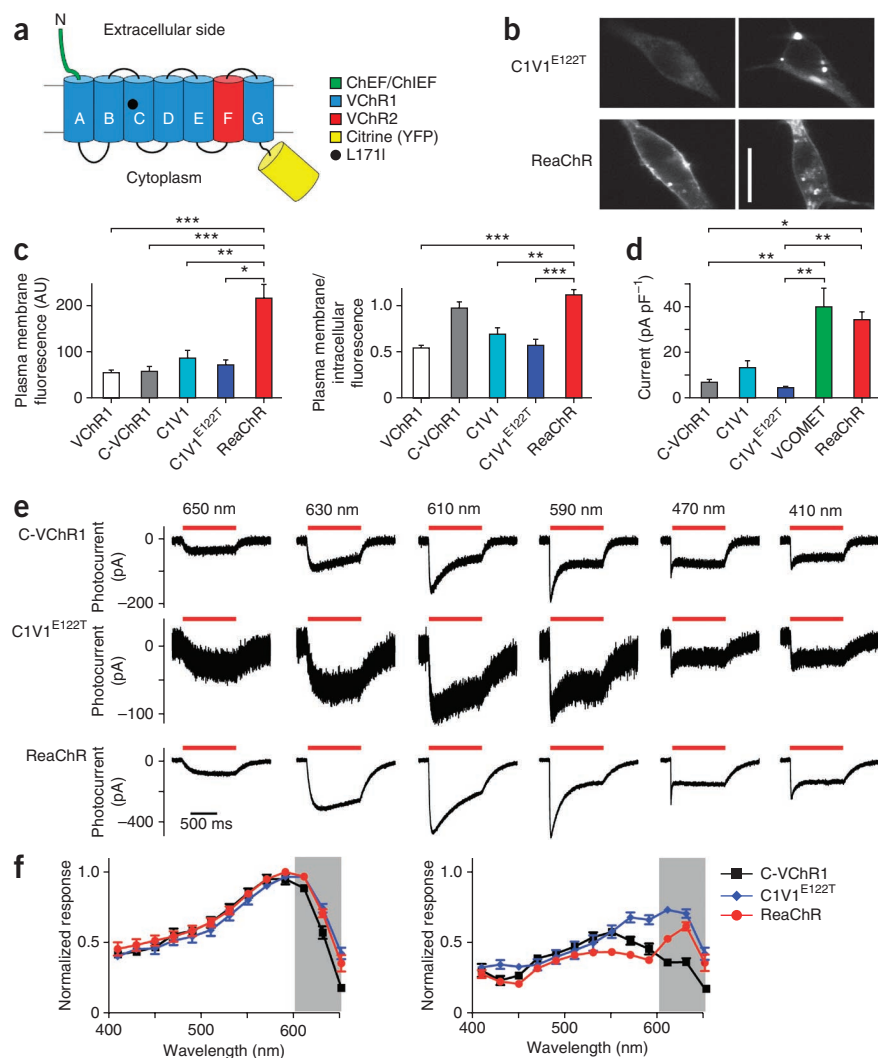 a
N
Extracellular side
A B C D E F G
Cytoplasm
ChEF/ChIEF
VChR1
VChR2
Citrine (YFP)
L171I
b
C1V1E122T
ReaChR
c
***
***
**
*
Plasma membrane
fluorescence (AU)
200
100
0
VChR1
C-VChR1
C1V1
C1V1E122T
ReaChR
***
**
***
Plasma membrane/
intracellular
fluorescence
1.0
0.5
0
VChR1
C-VChR1
C1V1
C1V1E122T
ReaChR
d
*
**
**
**
Current (pA pF−1)
60
40
20
0
C-VChR1
C1V1
C1V1E122T
VCOMET
ReaChR
e
650 nm 630 nm 610 nm 590 nm 470 nm 410 nm
C-VChR1
Photocurrent
(pA)
0
−200
C1V1E122T
Photocurrent
(pA)
0
−100
ReaChR
Photocurrent
(pA)
0
−400
500 ms
f
Normalized response
1.0
0.5
0
400 500 600
Wavelength (nm)
Normalized response
1.0
0.5
0
400 500 600
Wavelength (nm)
C-VChR1
C1V1E122T
ReaChR